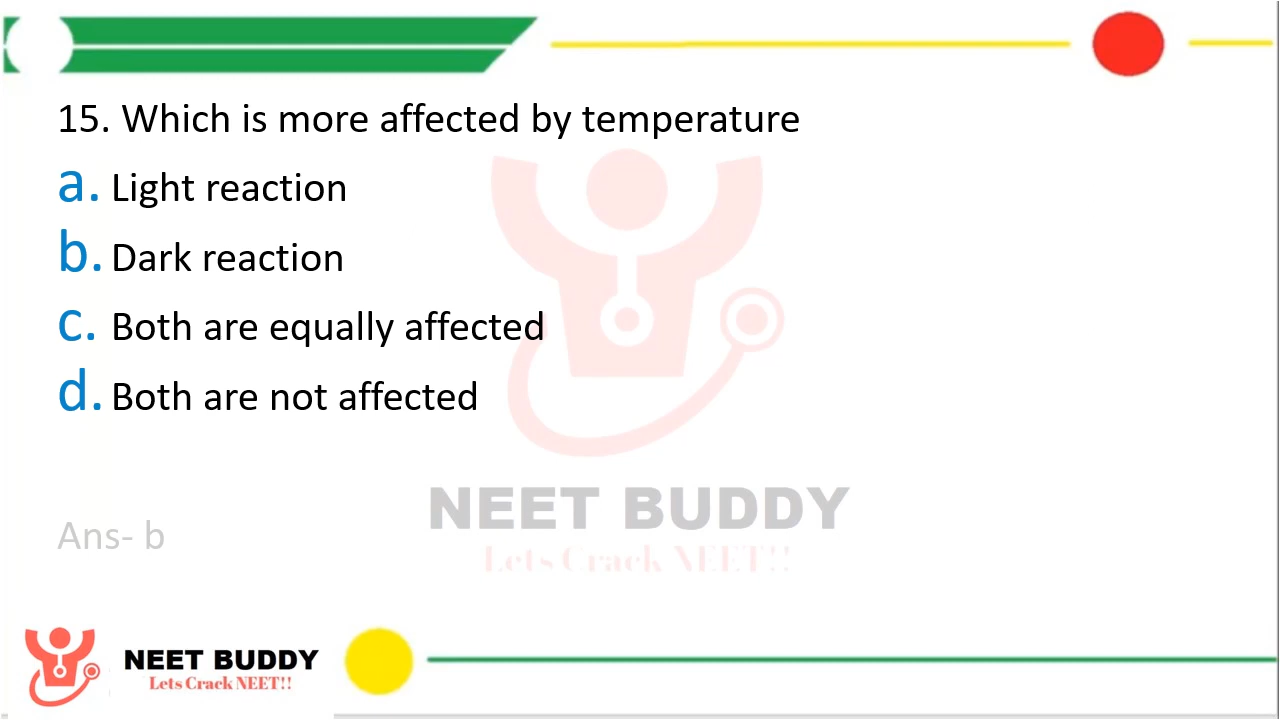 15. Which is more affected by temperature
a. Light reaction
b. Dark reaction
c. Both are equally affected
d. Both are not affected
NEET BUDDY
Lets Crack NEET!!
Ans- b
NEET BUDDY
Lets Crack NEET!!